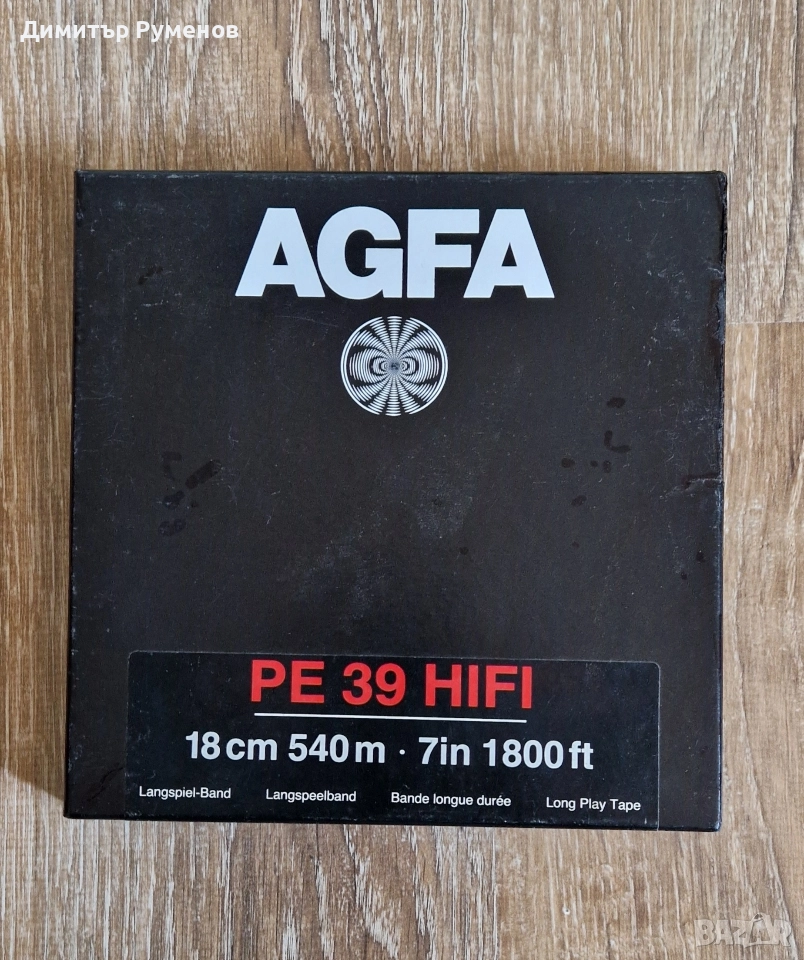 Димитър Руменов
AGFA
PE 39 HIFI
18 cm 540 m · 7in 1800 ft
Langspiel-Band Langspeelband Bande longue durée Long Play Tape
BAZAR